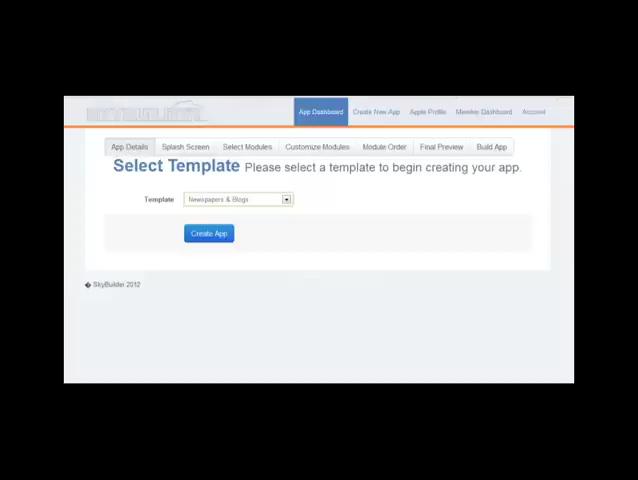 SKYBUILDER
App Dashboard Create New App Apple Profile Member Dashboard Account
App Details Splash Screen Select Modules Customize Modules Module Order Final Preview Build App
Select Template Please select a template to begin creating your app.
Template Newspapers & Blogs
Create App
� SkyBuilder 2012